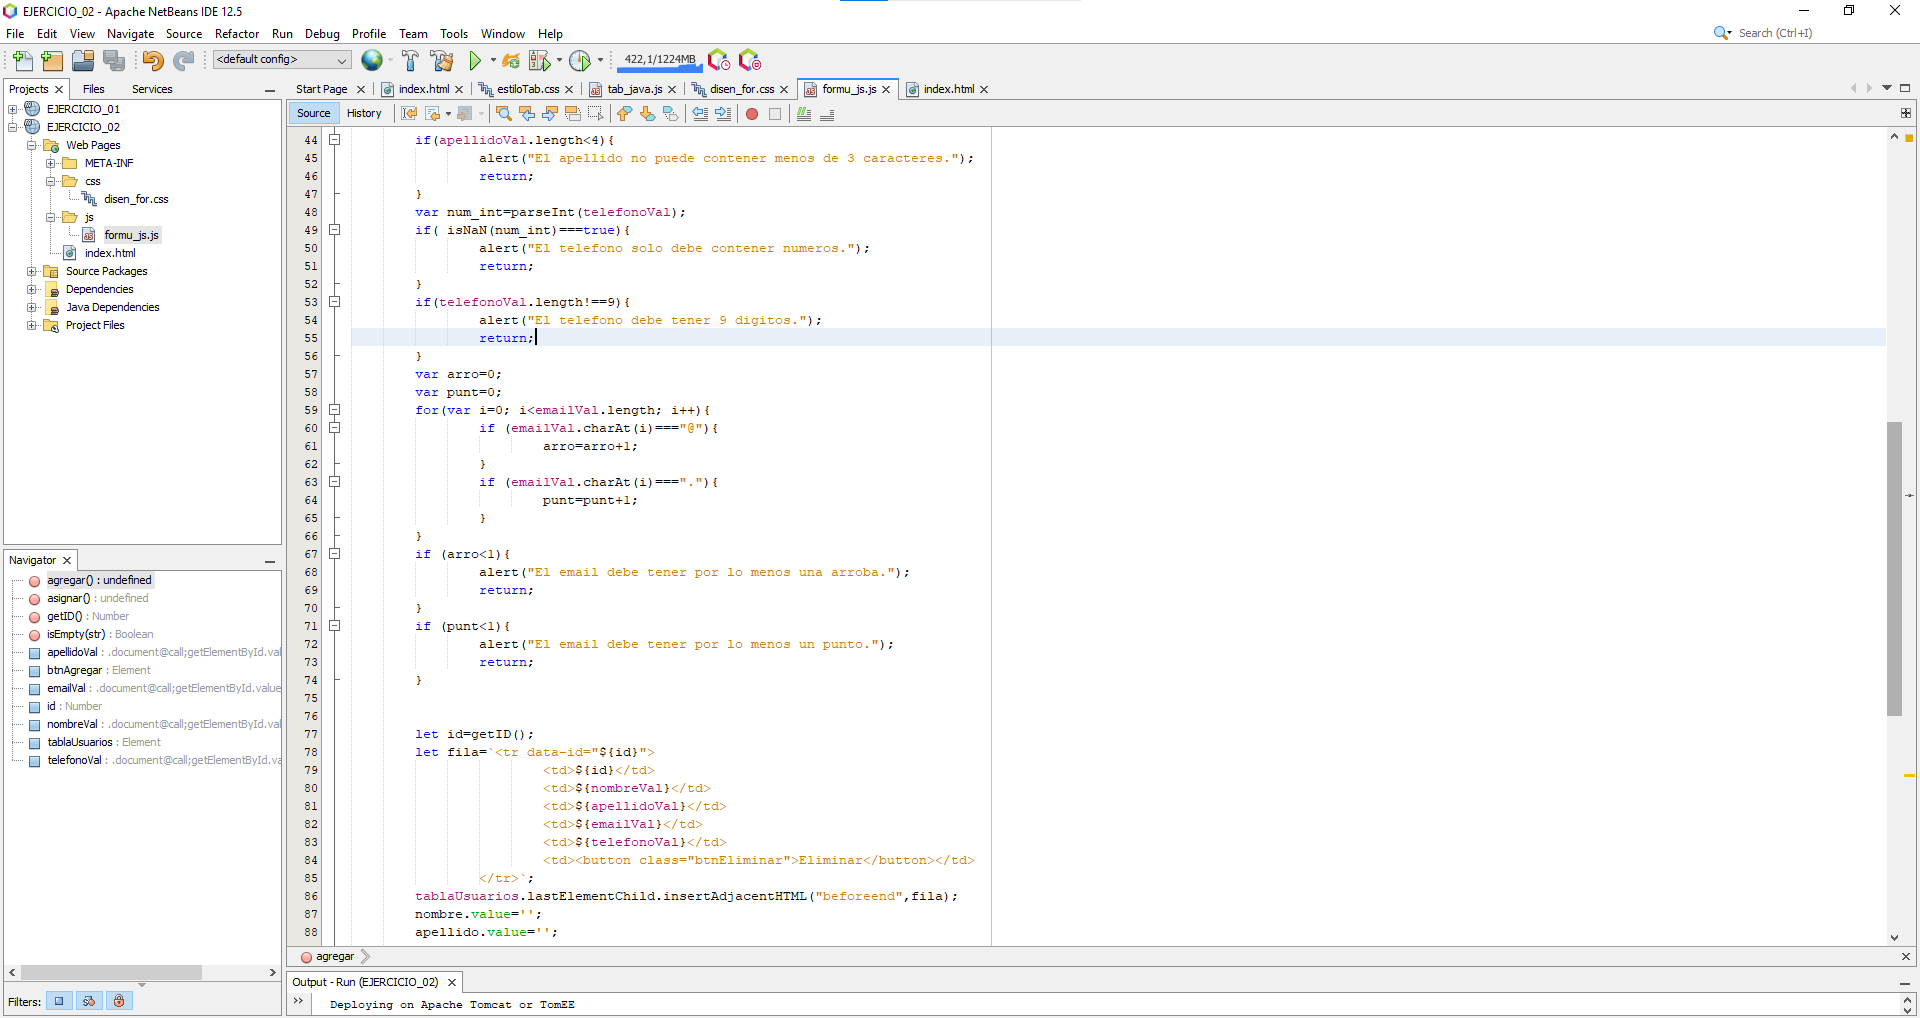 EJERCICIO_02 - Apache NetBeans IDE 12.5
File Edit View Navigate Source Refactor Run Debug Profile Team Tools Window Help
Search (Ctrl+I)
<default config>
422,1/1224MB
Projects Files Services
EJERCICIO_01
EJERCICIO_02
Web Pages
META-INF
css
disen_for.css
js
formu_js.js
index.html
Source Packages
Dependencies
Java Dependencies
Project Files
Navigator
agregar() : undefined
asignar() : undefined
getID() : Number
isEmpty(str) : Boolean
apellidoVal : .document@call;getElementById.val
btnAgregar : Element
emailVal : .document@call;getElementById.value
id : Number
nombreVal : .document@call;getElementById.val
tablaUsuarios : Element
telefonoVal : .document@call;getElementById.va
Filters:
Start Page index.html estiloTab.css tab_java.js disen_for.css formu_js.js index.html
Source History
44 if(apellidoVal.length<4){
45 alert("El apellido no puede contener menos de 3 caracteres.");
46 return;
47 }
48 var num_int=parseInt(telefonoVal);
49 if( isNaN(num_int)===true){
50 alert("El telefono solo debe contener numeros.");
51 return;
52 }
53 if(telefonoVal.length!==9){
54 alert("El telefono debe tener 9 digitos.");
55 return;
56 }
57 var arro=0;
58 var punt=0;
59 for(var i=0; i<emailVal.length; i++){
60 if (emailVal.charAt(i)==="@"){
61 arro=arro+1;
62 }
63 if (emailVal.charAt(i)==="."){
64 punt=punt+1;
65 }
66 }
67 if (arro<1){
68 alert("El email debe tener por lo menos una arroba.");
69 return;
70 }
71 if (punt<1){
72 alert("El email debe tener por lo menos un punto.");
73 return;
74 }
75
76
77 let id=getID();
78 let fila=`<tr data-id="${id}">
79 <td>${id}</td>
80 <td>${nombreVal}</td>
81 <td>${apellidoVal}</td>
82 <td>${emailVal}</td>
83 <td>${telefonoVal}</td>
84 <td><button class="btnEliminar">Eliminar</button></td>
85 </tr>`;
86 tablaUsuarios.lastElementChild.insertAdjacentHTML("beforeend",fila);
87 nombre.value='';
88 apellido.value='';
agregar
Output - Run (EJERCICIO_02)
Deploying on Apache Tomcat or TomEE